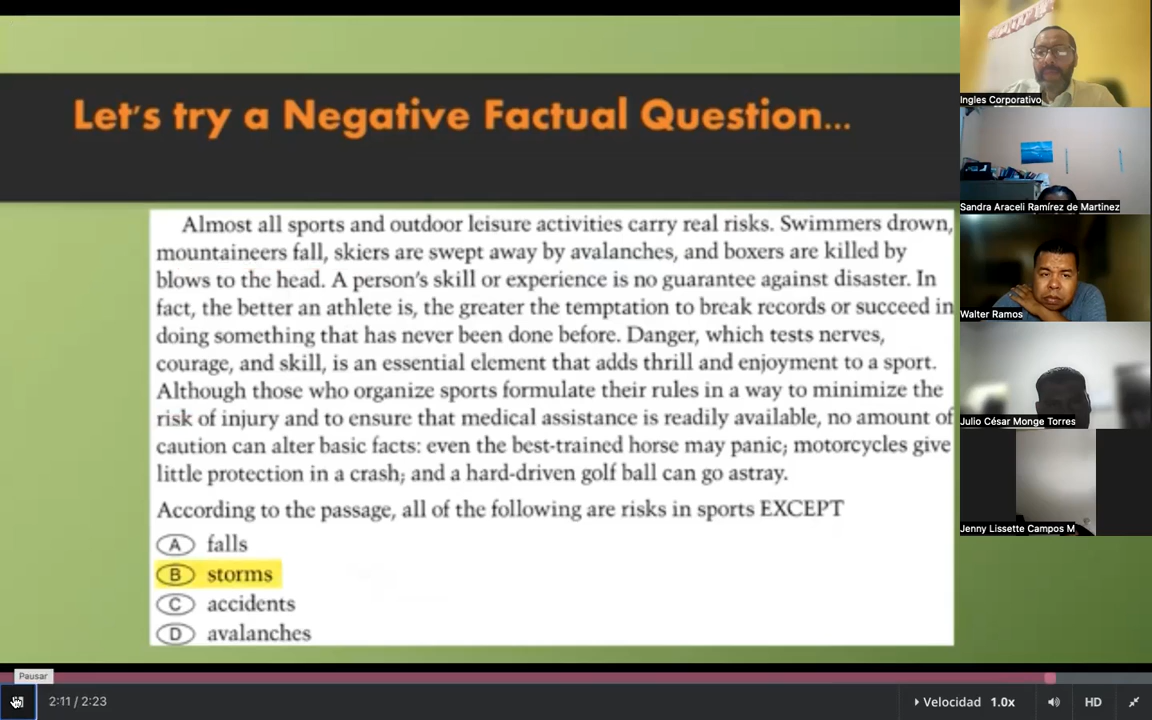 Let's try a Negative Factual Question...
Almost all sports and outdoor leisure activities carry real risks. Swimmers drown,
mountaineers fall, skiers are swept away by avalanches, and boxers are killed by
blows to the head. A person's skill or experience is no guarantee against disaster. In
fact, the better an athlete is, the greater the temptation to break records or succeed in
doing something that has never been done before. Danger, which tests nerves,
courage, and skill, is an essential element that adds thrill and enjoyment to a sport.
Although those who organize sports formulate their rules in a way to minimize the
risk of injury and to ensure that medical assistance is readily available, no amount of
caution can alter basic facts: even the best-trained horse may panic; motorcycles give
little protection in a crash; and a hard-driven golf ball can go astray.
According to the passage, all of the following are risks in sports EXCEPT
A falls
B storms
C accidents
D avalanches
Ingles Corporativo
Sandra Araceli Ramírez de Martinez
Walter Ramos
Julio César Monge Torres
Jenny Lissette Campos M
Pausar
2:11 / 2:23
Velocidad 1.0x
HD